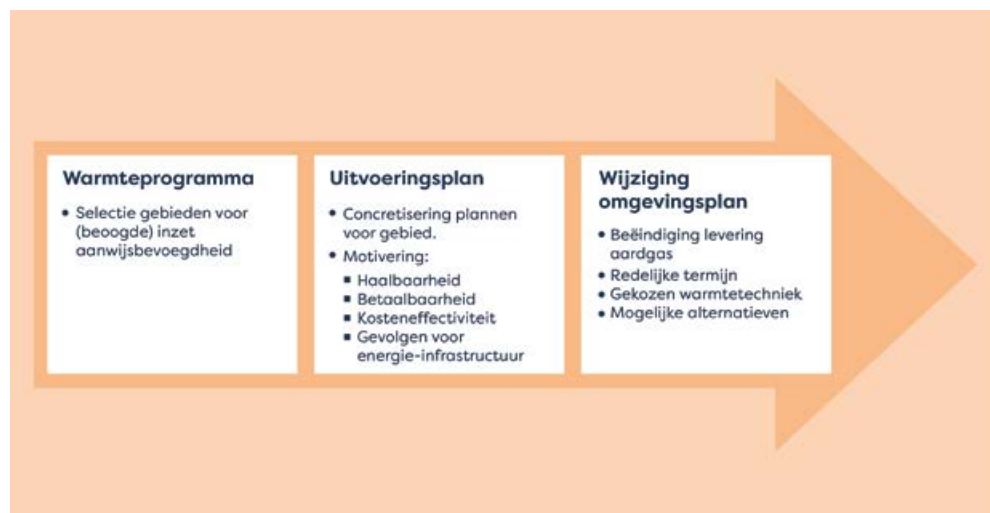 Warmteprogramma
• Selectie gebieden voor
(beoogde) inzet
aanwijsbevoegdheid
Uitvoeringsplan
• Concretisering plannen
voor gebied.
• Motivering:
▪ Haalbaarheid
▪ Betaalbaarheid
▪ Kosteneffectiviteit
▪ Gevolgen voor
energie-infrastructuur
Wijziging
omgevingsplan
• Beëindiging levering
aardgas
• Redelijke termijn
• Gekozen warmtetechniek
• Mogelijke alternatieven